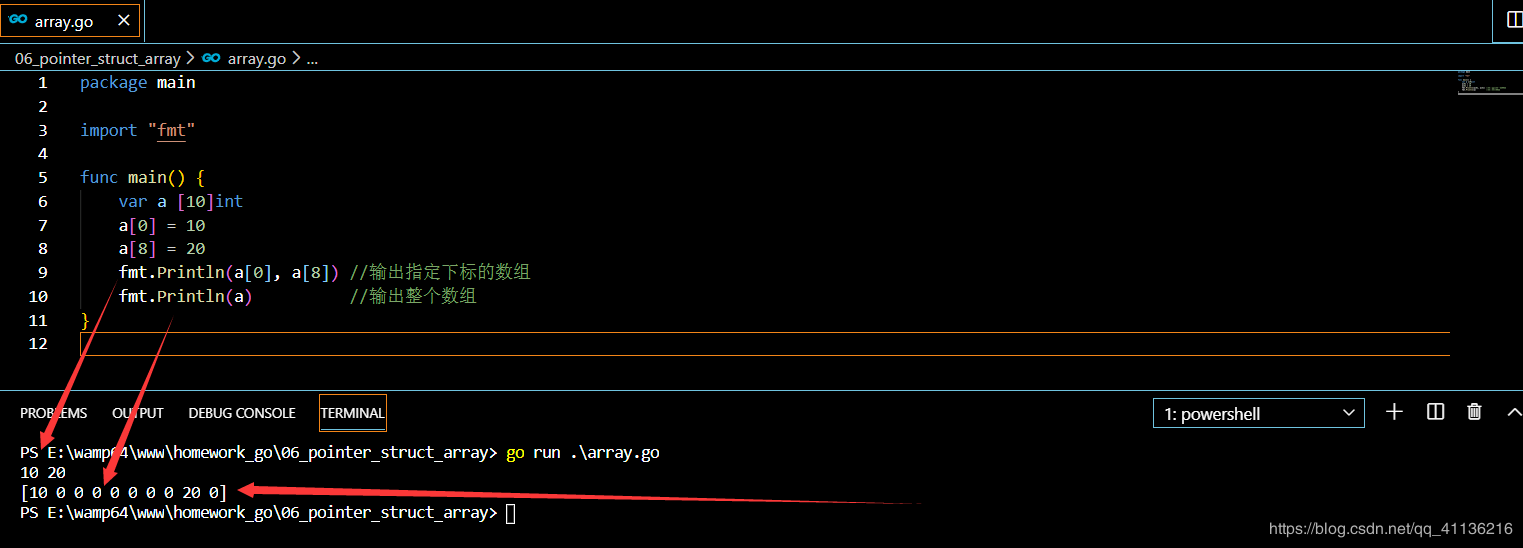 GO array.go ×
06_pointer_struct_array > GO array.go > ...
1 package main
2
3 import "fmt"
4
5 func main() {
6 var a [10]int
7 a[0] = 10
8 a[8] = 20
9 fmt.Println(a[0], a[8]) //输出指定下标的数组
10 fmt.Println(a) //输出整个数组
11 }
12
PROBLEMS OUTPUT DEBUG CONSOLE TERMINAL 1: powershell
PS E:\wamp64\www\homework_go\06_pointer_struct_array> go run .\array.go
10 20
[10 0 0 0 0 0 0 0 20 0]
PS E:\wamp64\www\homework_go\06_pointer_struct_array>
https://blog.csdn.net/qq_41136216